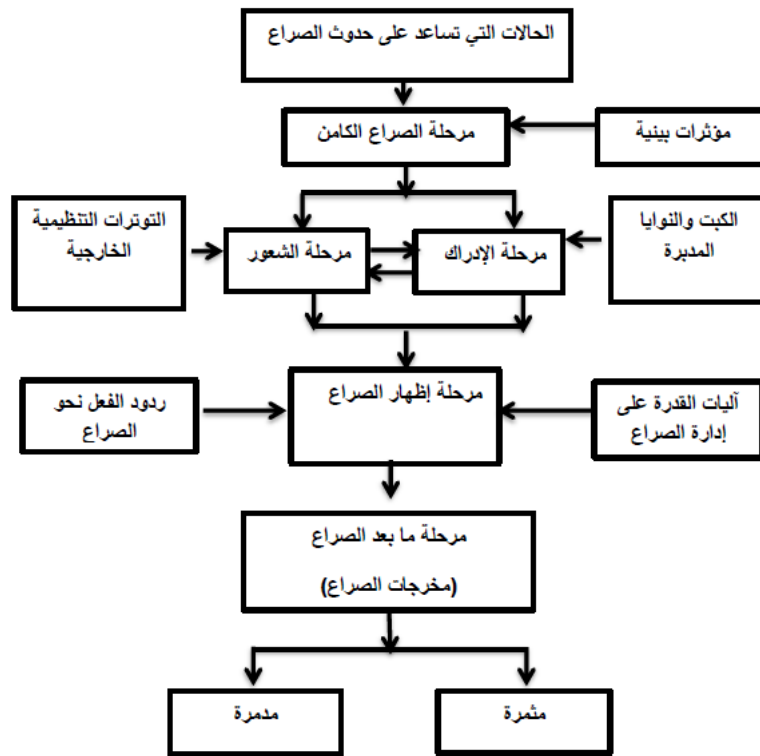 الحالات التي تساعد على حدوث الصراع
مرحلة الصراع الكامن
مؤثرات بينية
الكبت والنوايا
المدبرة
مرحلة الإدراك
مرحلة الشعور
التوترات التنظيمية
الخارجية
آليات القدرة على
إدارة الصراع
مرحلة إظهار الصراع
ردود الفعل نحو
الصراع
مرحلة ما بعد الصراع
(مخرجات الصراع)
مثمرة
مدمرة